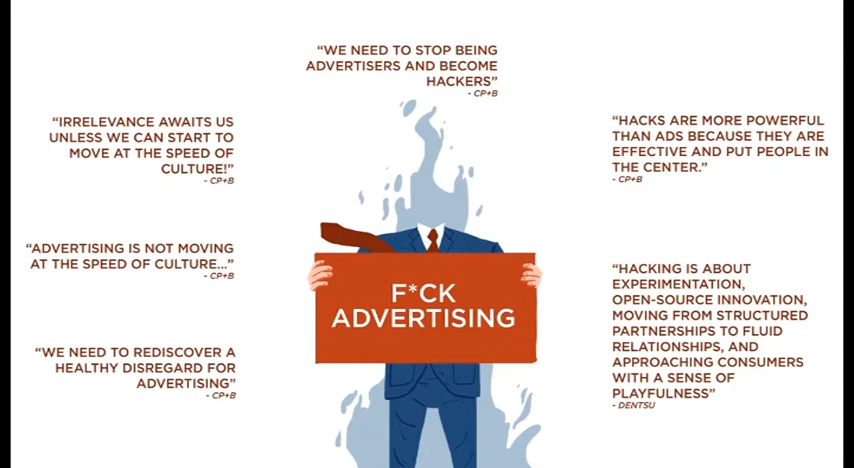 “WE NEED TO STOP BEING
ADVERTISERS AND BECOME
HACKERS”
- CP+B
“IRRELEVANCE AWAITS US
UNLESS WE CAN START TO
MOVE AT THE SPEED OF
CULTURE!”
- CP+B
“ADVERTISING IS NOT MOVING
AT THE SPEED OF CULTURE...”
- CP+B
“WE NEED TO REDISCOVER A
HEALTHY DISREGARD FOR
ADVERTISING”
- CP+B
F*CK
ADVERTISING
“HACKS ARE MORE POWERFUL
THAN ADS BECAUSE THEY ARE
EFFECTIVE AND PUT PEOPLE IN
THE CENTER.”
- CP+B
“HACKING IS ABOUT
EXPERIMENTATION,
OPEN-SOURCE INNOVATION,
MOVING FROM STRUCTURED
PARTNERSHIPS TO FLUID
RELATIONSHIPS, AND
APPROACHING CONSUMERS
WITH A SENSE OF
PLAYFULNESS”
- DENTSU